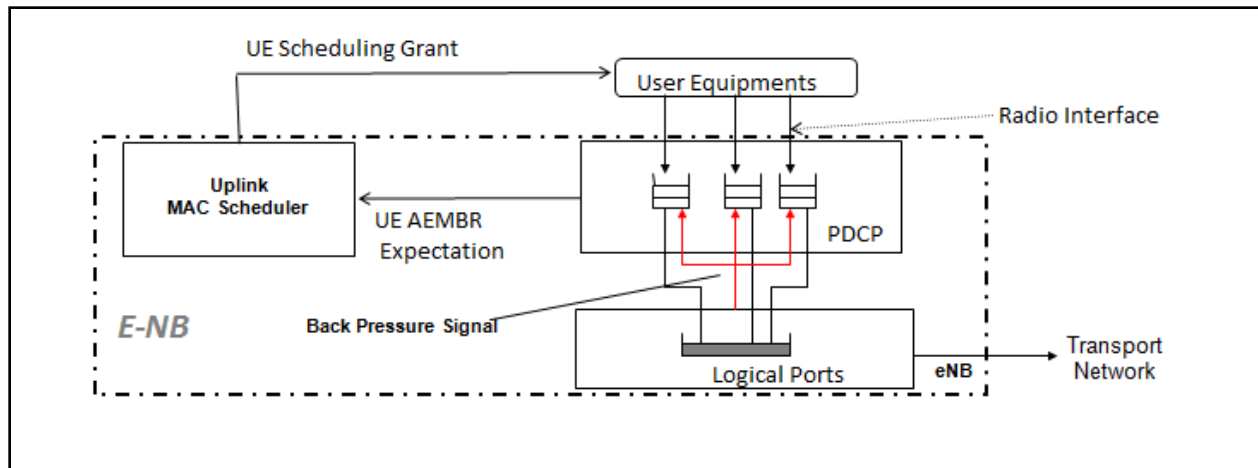 UE Scheduling Grant
User Equipments
Radio Interface
Uplink
MAC Scheduler
UE AEMBR
Expectation
PDCP
E-NB
Back Pressure Signal
Logical Ports
eNB
Transport
Network